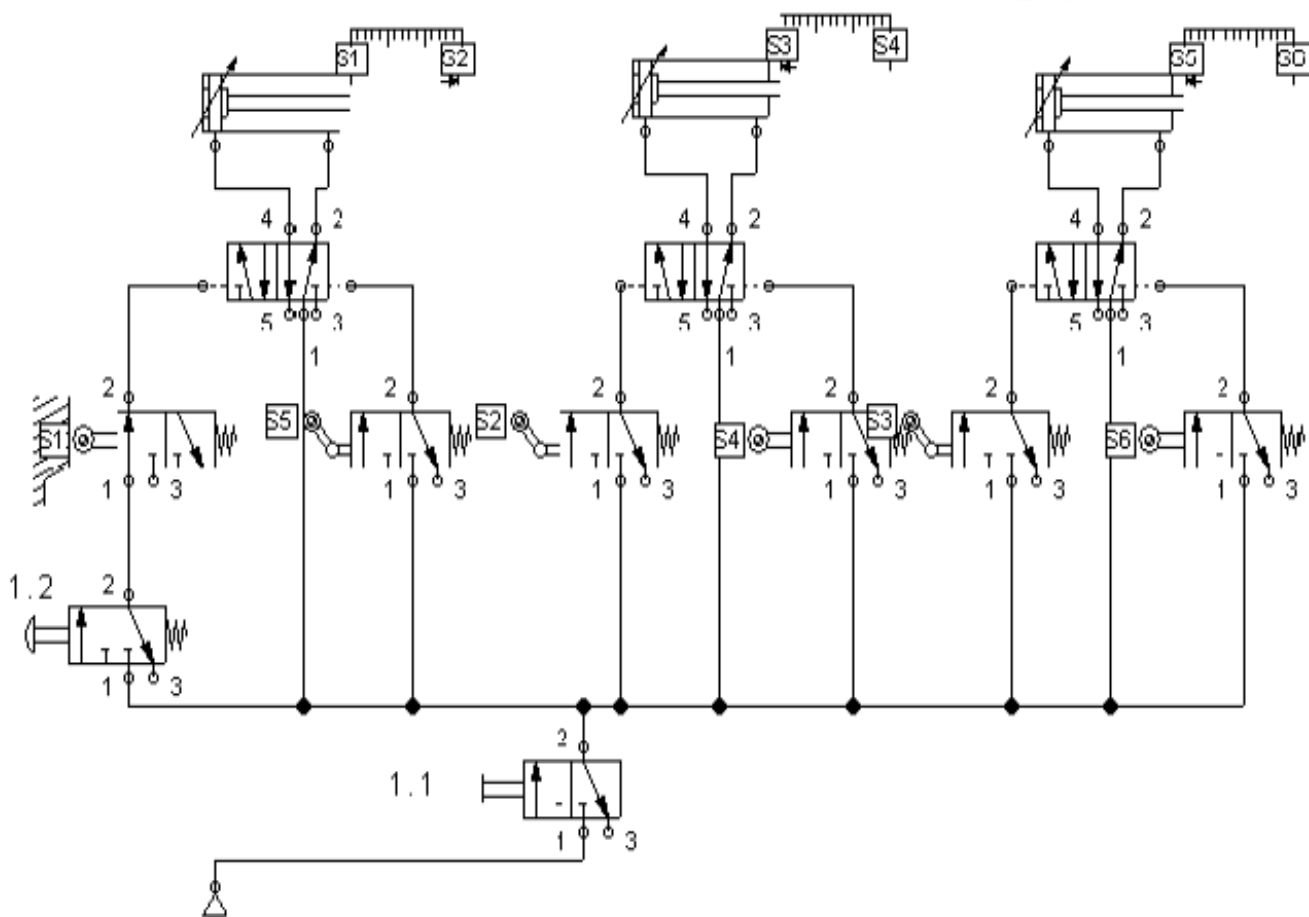 S1 S2 S3 S4 S5 S6
4 2 4 2 4 2
5 3 5 3 5 3
1 1 1
2 2 2 2 2 2
S1 S5 S2 S4 S3 S6
1 3 1 3 1 3 1 3 1 3 1 3
1.2 2
1 3
2
1.1
1 3